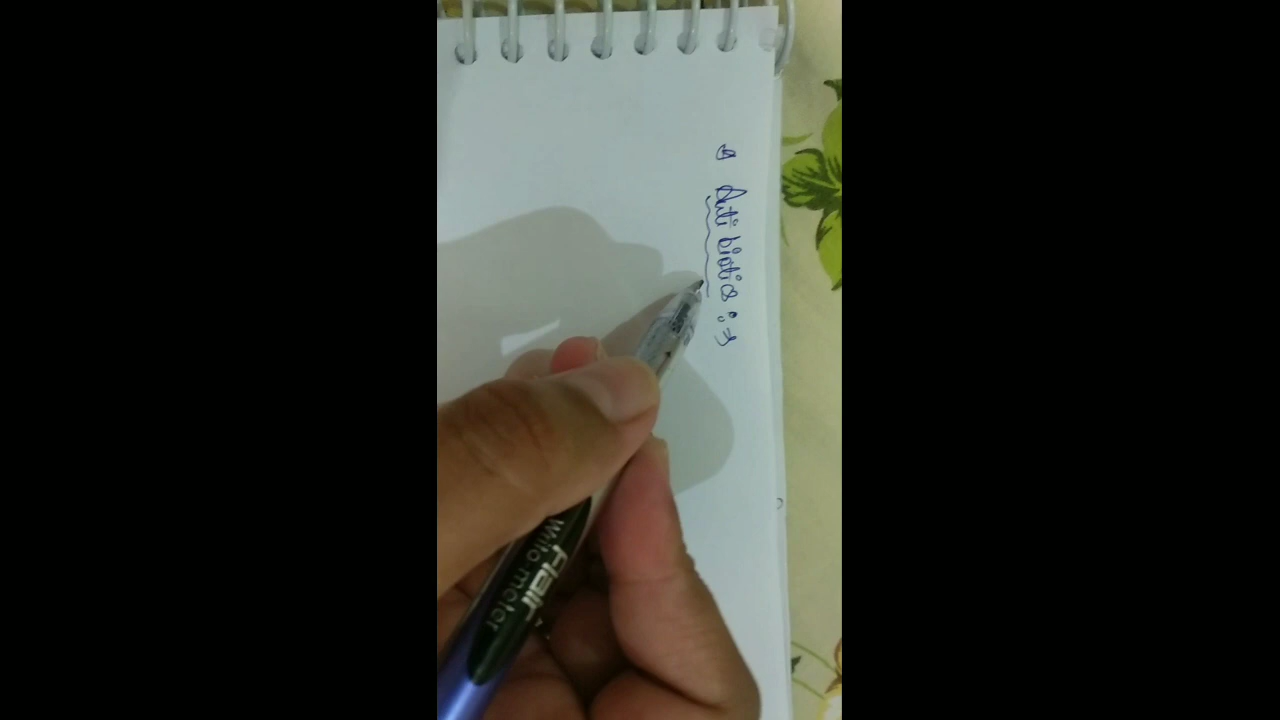 Antibiotics :→
Flair
Writo-meter